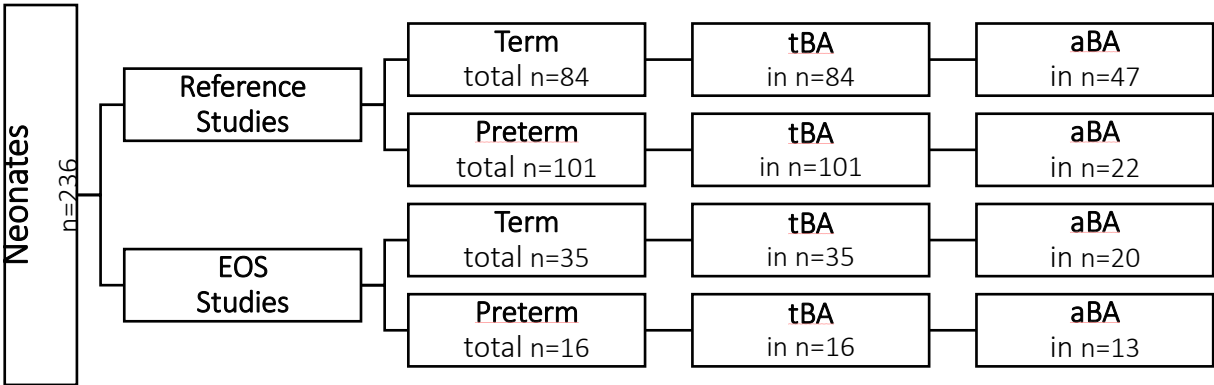 Neonates
n=236
Reference
Studies
Term
total n=84
tBA
in n=84
aBA
in n=47
Preterm
total n=101
tBA
in n=101
aBA
in n=22
EOS
Studies
Term
total n=35
tBA
in n=35
aBA
in n=20
Preterm
total n=16
tBA
in n=16
aBA
in n=13